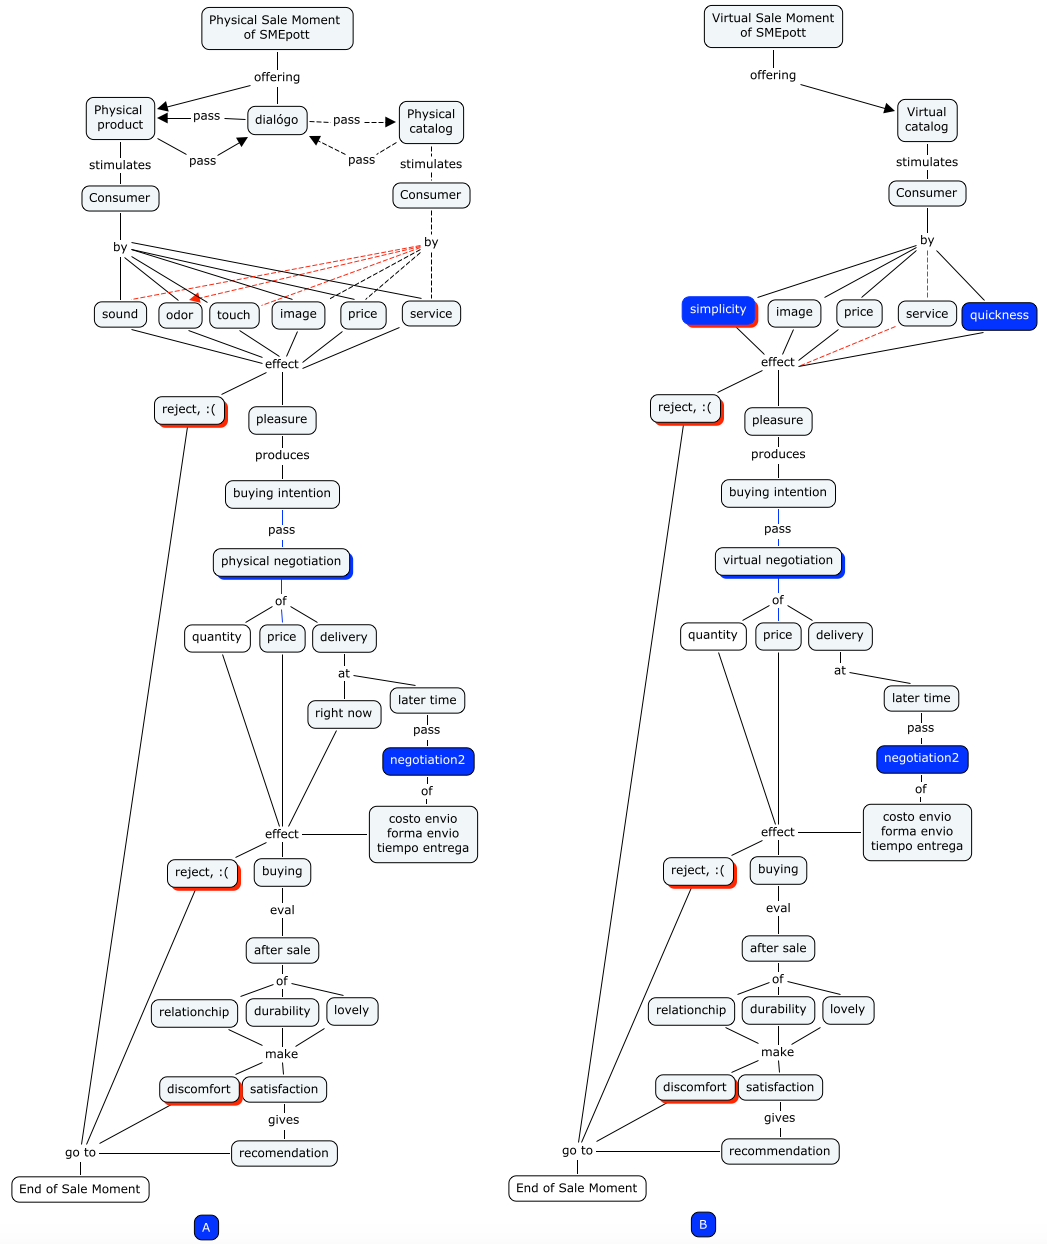 Physical Sale Moment
of SMEpott
offering
Physical
product
pass
dialógo
pass
Physical
catalog
pass
pass
stimulates
stimulates
Consumer
Consumer
by
by
sound
odor
touch
image
price
service
effect
reject, :(
pleasure
produces
buying intention
pass
physical negotiation
of
quantity
price
delivery
at
right now
later time
pass
negotiation2
of
costo envio
forma envio
tiempo entrega
effect
reject, :(
buying
eval
after sale
of
relationchip
durability
lovely
make
discomfort
satisfaction
gives
go to
recomendation
End of Sale Moment
A
Virtual Sale Moment
of SMEpott
offering
Virtual
catalog
stimulates
Consumer
by
simplicity
image
price
service
quickness
effect
reject, :(
pleasure
produces
buying intention
pass
virtual negotiation
of
quantity
price
delivery
at
later time
pass
negotiation2
of
costo envio
forma envio
tiempo entrega
effect
reject, :(
buying
eval
after sale
of
relationchip
durability
lovely
make
discomfort
satisfaction
gives
go to
recommendation
End of Sale Moment
B